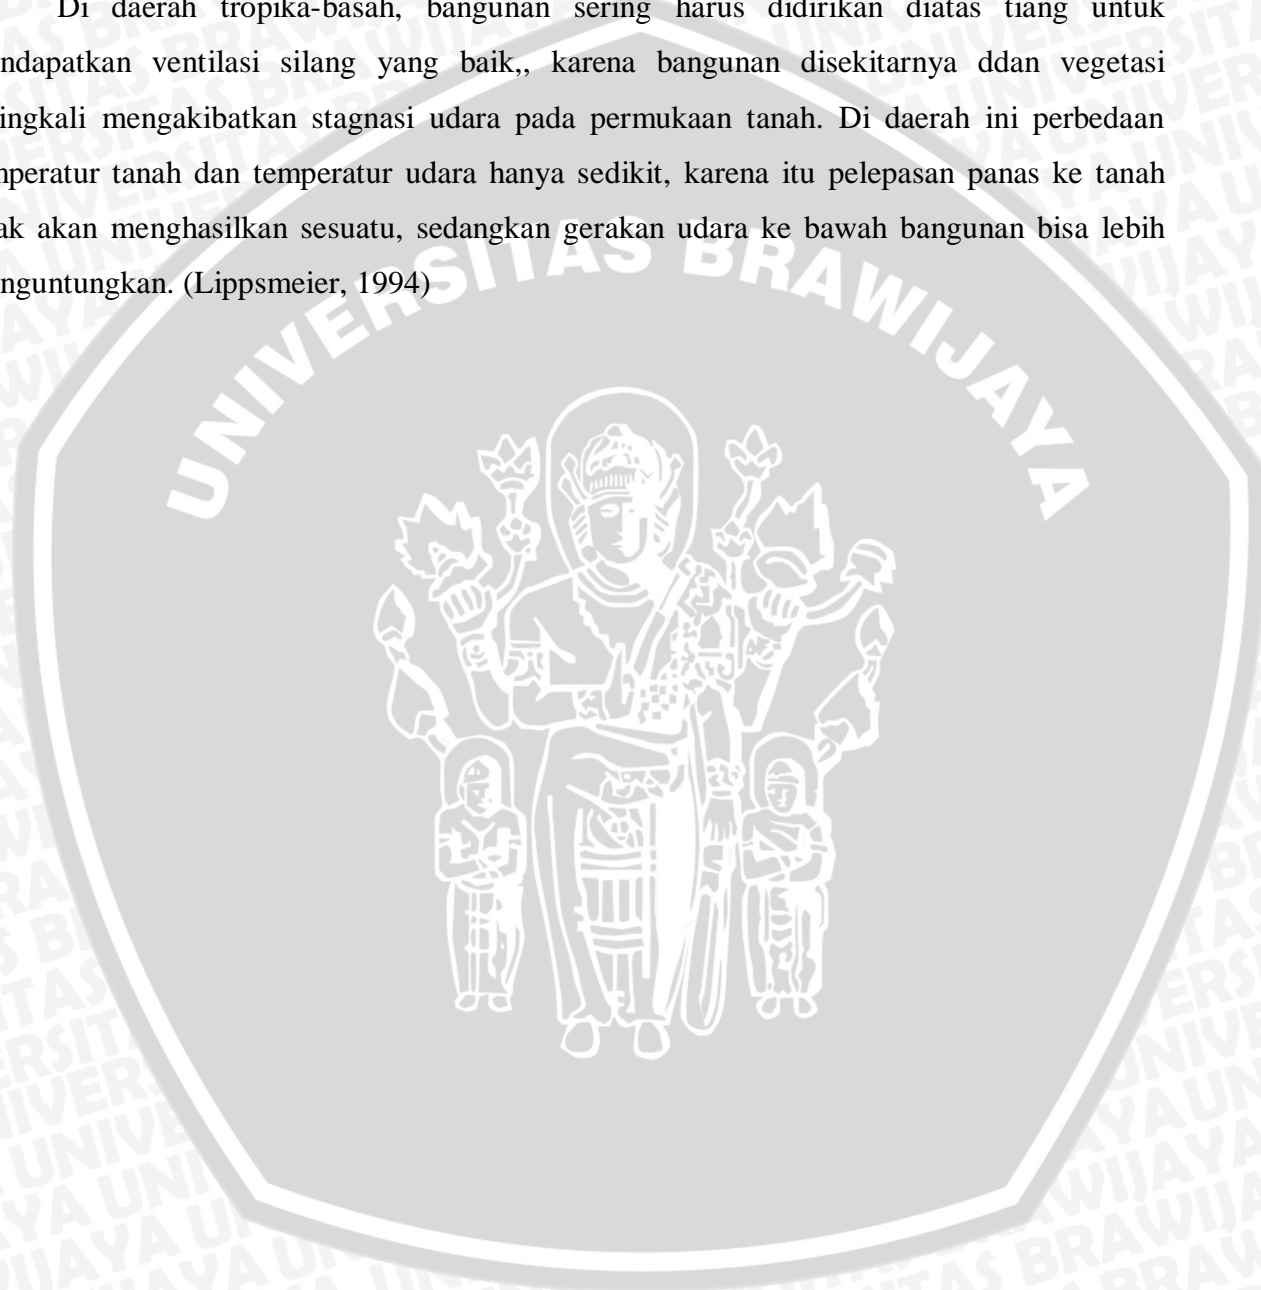 Di daerah tropika-basah, bangunan sering harus didirikan diatas tiang untuk
ndapatkan ventilasi silang yang baik,, karena bangunan disekitarnya ddan vegetasi
ingkali mengakibatkan stagnasi udara pada permukaan tanah. Di daerah ini perbedaan
nperatur tanah dan temperatur udara hanya sedikit, karena itu pelepasan panas ke tanah
ak akan menghasilkan sesuatu, sedangkan gerakan udara ke bawah bangunan bisa lebih
nguntungkan. (Lippsmeier, 1994)
UNIVERSITAS BRAWIJAYA